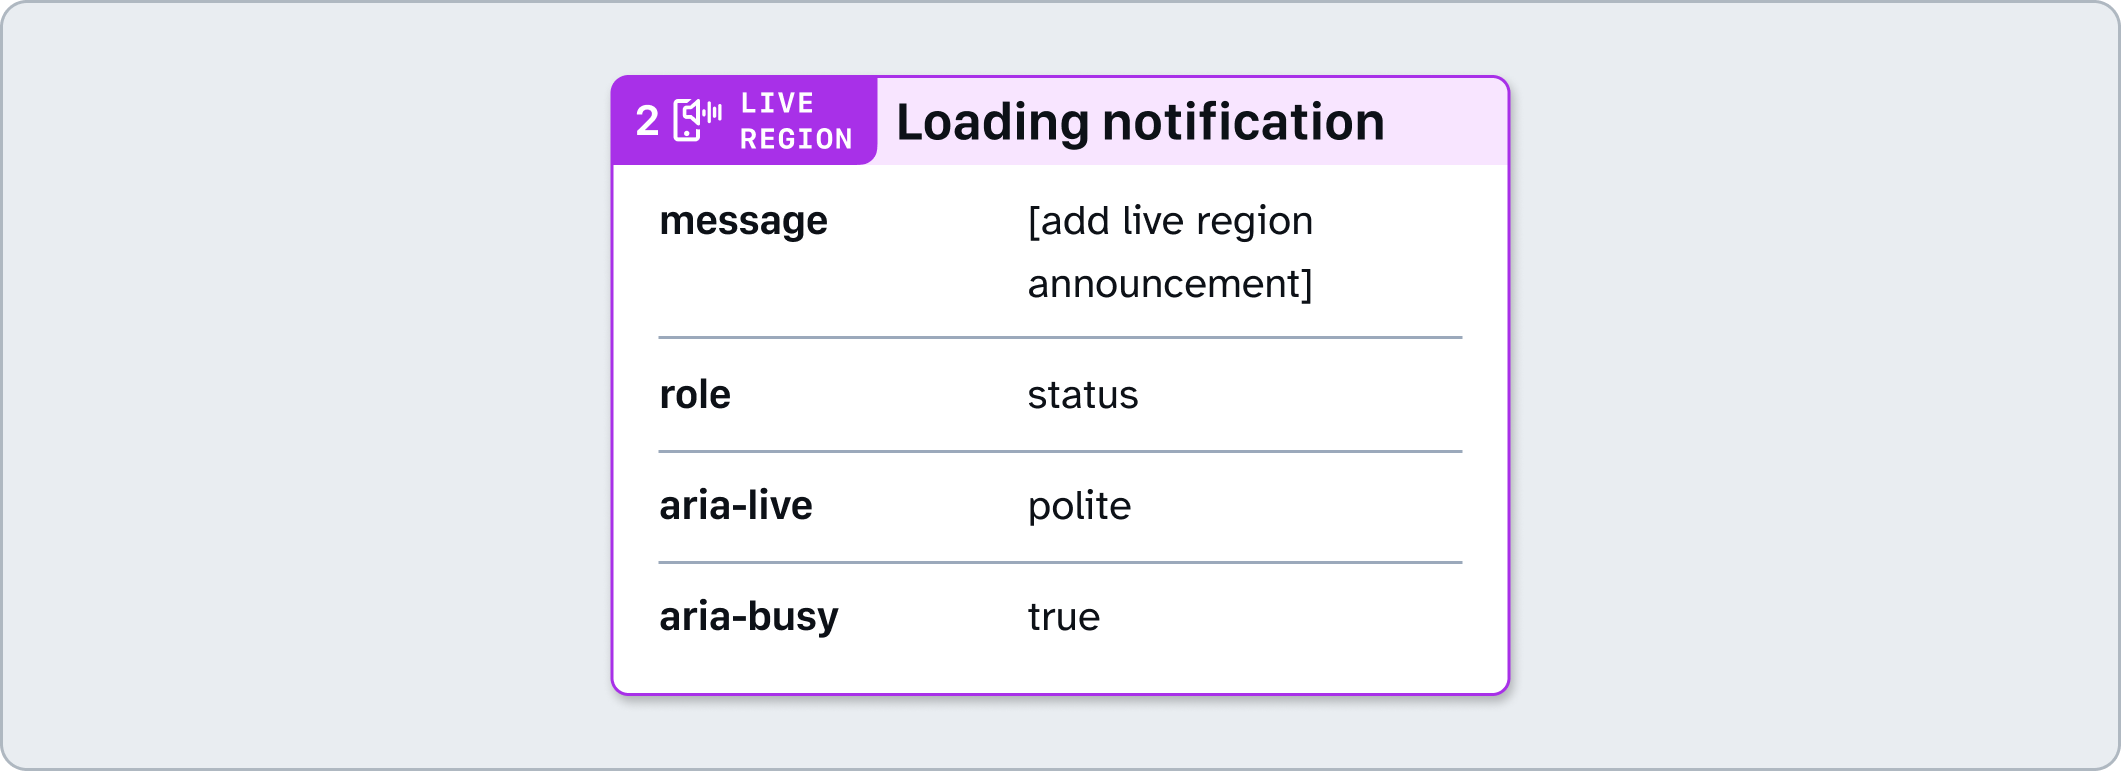 2 LIVE REGION Loading notification
message [add live region
announcement]
role status
aria-live polite
aria-busy true